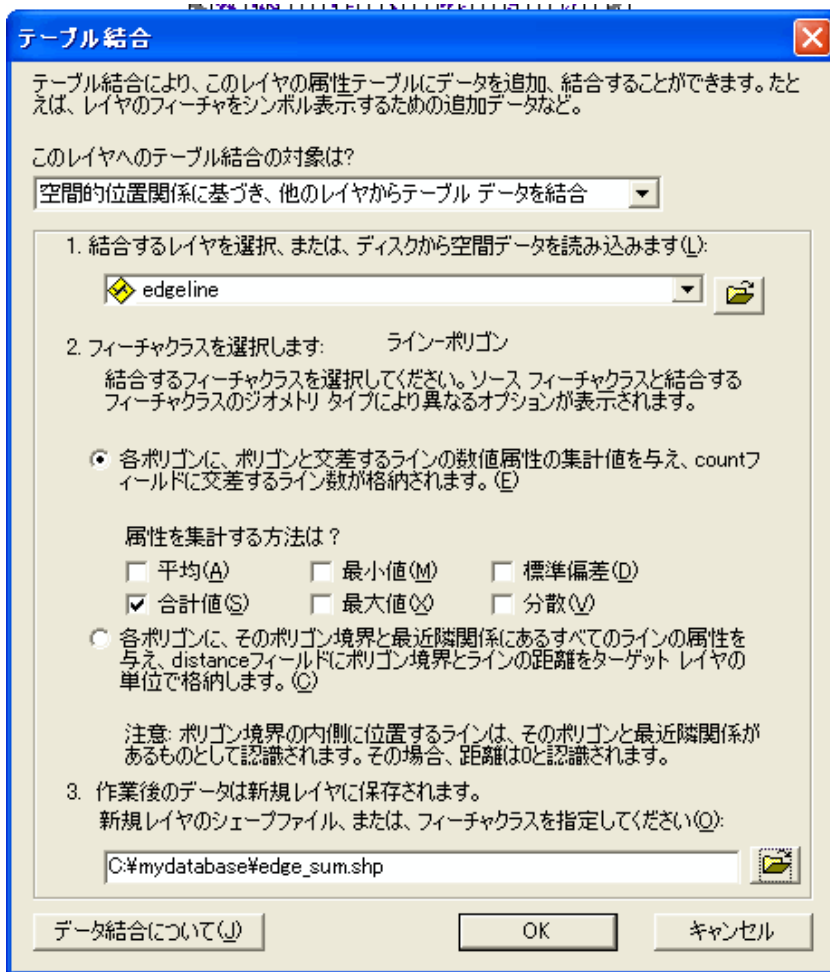 テーブル結合
テーブル結合により、このレイヤの属性テーブルにデータを追加、結合することができます。たと
えば、レイヤのフィーチャをシンボル表示するための追加データなど。
このレイヤへのテーブル結合の対象は?
空間的位置関係に基づき、他のレイヤからテーブル データを結合
1. 結合するレイヤを選択、または、ディスクから空間データを読み込みます(L):
edgeline
2. フィーチャクラスを選択します: ライン-ポリゴン
結合するフィーチャクラスを選択してください。ソース フィーチャクラスと結合する
フィーチャクラスのジオメトリ タイプにより異なるオプションが表示されます。
各ポリゴンに、ポリゴンと交差するラインの数値属性の集計値を与え、countフ
ィールドに交差するライン数が格納されます。(E)
属性を集計する方法は?
平均(A) 最小値(M) 標準偏差(D)
合計値(S) 最大値(X) 分散(V)
各ポリゴンに、そのポリゴン境界と最近隣関係にあるすべてのラインの属性を
与え、distanceフィールドにポリゴン境界とラインの距離をターゲット レイヤの
単位で格納します。(C)
注意: ポリゴン境界の内側に位置するラインは、そのポリゴンと最近隣関係が
あるものとして認識されます。その場合、距離は0と認識されます。
3. 作業後のデータは新規レイヤに保存されます。
新規レイヤのシェープファイル、または、フィーチャクラスを指定してください(O):
C:¥mydatabase¥edge_sum.shp
データ結合について(J) OK キャンセル